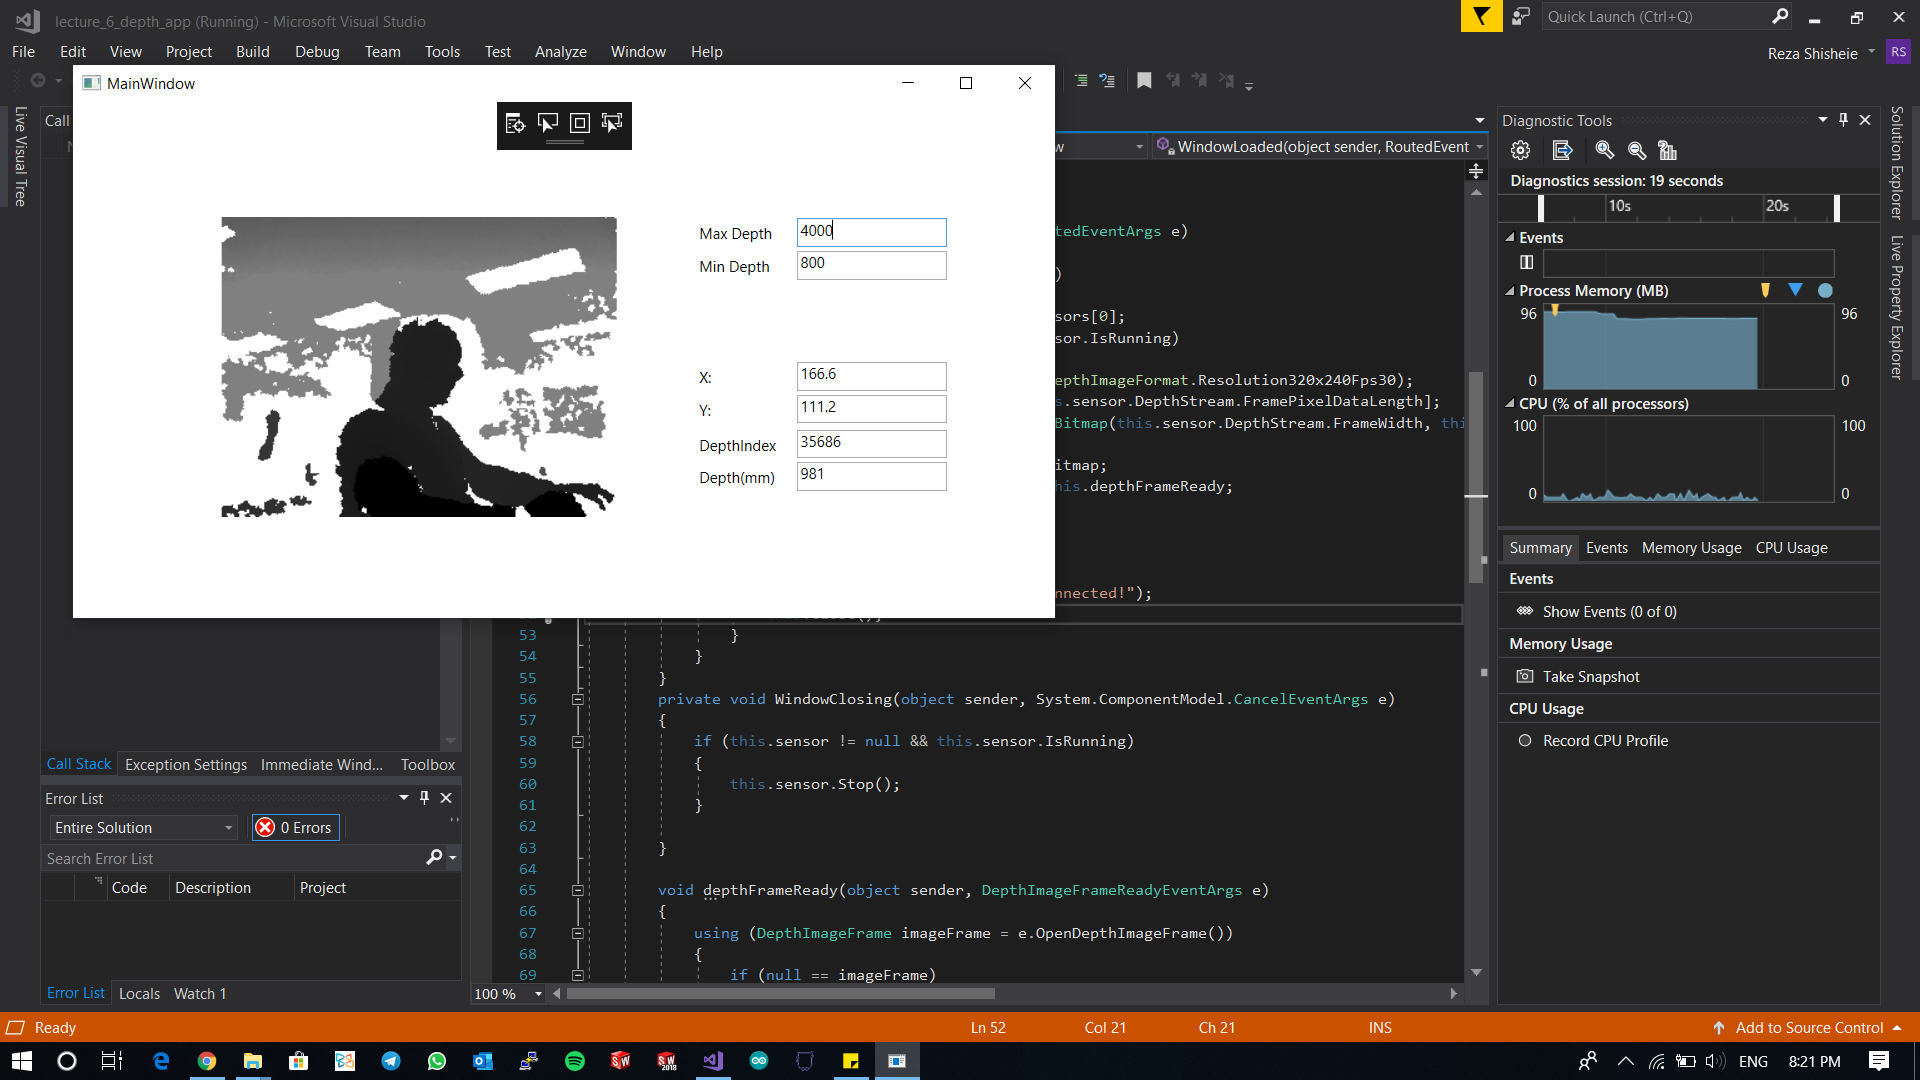 lecture_6_depth_app (Running) - Microsoft Visual Studio
Quick Launch (Ctrl+Q)
File Edit View Project Build Debug Team Tools Test Analyze Window Help
Reza Shisheie RS
MainWindow
Live Visual Tree
Call
Max Depth 4000
Min Depth 800
X: 166.6
Y: 111.2
DepthIndex 35686
Depth(mm) 981
WindowLoaded(object sender, RoutedEvent
tedEventArgs e)
)
sors[0];
sor.IsRunning)
epthImageFormat.Resolution320x240Fps30);
.sensor.DepthStream.FramePixelDataLength];
Bitmap(this.sensor.DepthStream.FrameWidth, thi
itmap;
his.depthFrameReady;
nnected!");
53 }
54 }
55 }
56 private void WindowClosing(object sender, System.ComponentModel.CancelEventArgs e)
57 {
58 if (this.sensor != null && this.sensor.IsRunning)
59 {
60 this.sensor.Stop();
61 }
62
63 }
64
65 void depthFrameReady(object sender, DepthImageFrameReadyEventArgs e)
66 {
67 using (DepthImageFrame imageFrame = e.OpenDepthImageFrame())
68 {
69 if (null == imageFrame)
100 %
Call Stack Exception Settings Immediate Wind... Toolbox
Error List
Entire Solution 0 Errors
Search Error List
Code Description Project
Error List Locals Watch 1
Diagnostic Tools
Diagnostics session: 19 seconds
10s 20s
Events
Process Memory (MB)
96 96
0 0
CPU (% of all processors)
100 100
0 0
Summary Events Memory Usage CPU Usage
Events
Show Events (0 of 0)
Memory Usage
Take Snapshot
CPU Usage
Record CPU Profile
Solution Explorer
Live Property Explorer
Ready Ln 52 Col 21 Ch 21 INS Add to Source Control
ENG 8:21 PM